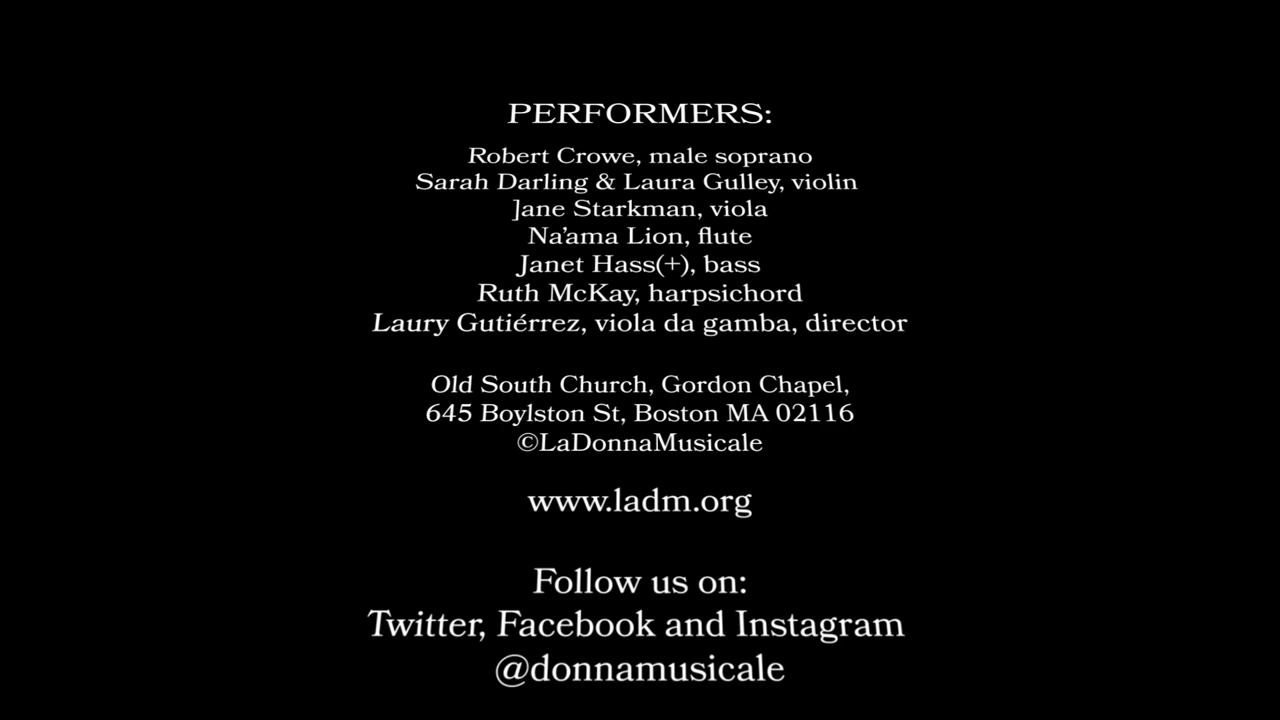 PERFORMERS:
Robert Crowe, male soprano
Sarah Darling & Laura Gulley, violin
Jane Starkman, viola
Na’ama Lion, flute
Janet Hass(+), bass
Ruth McKay, harpsichord
Laury Gutiérrez, viola da gamba, director
Old South Church, Gordon Chapel,
645 Boylston St, Boston MA 02116
©LaDonnaMusicale
www.ladm.org
Follow us on:
Twitter, Facebook and Instagram
@donnamusicale